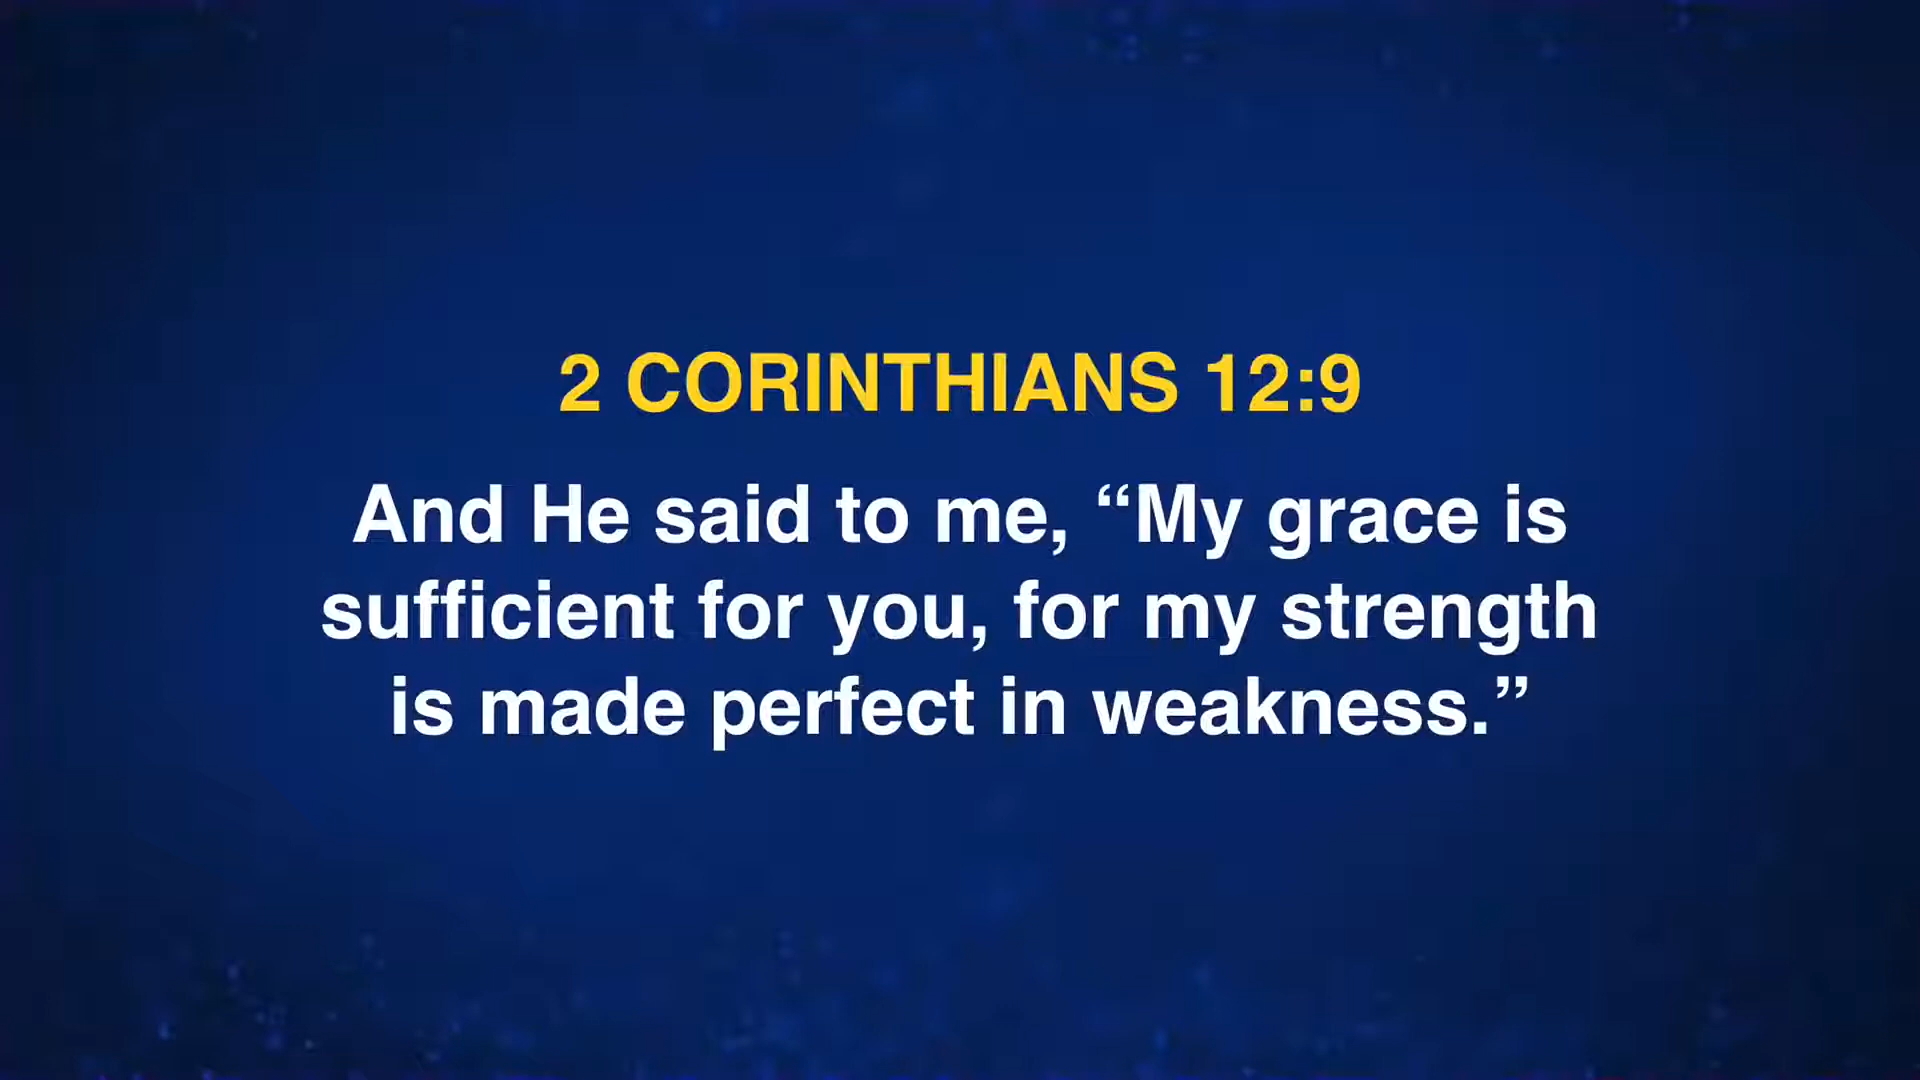 2 CORINTHIANS 12:9
And He said to me, “My grace is
sufficient for you, for my strength
is made perfect in weakness.”